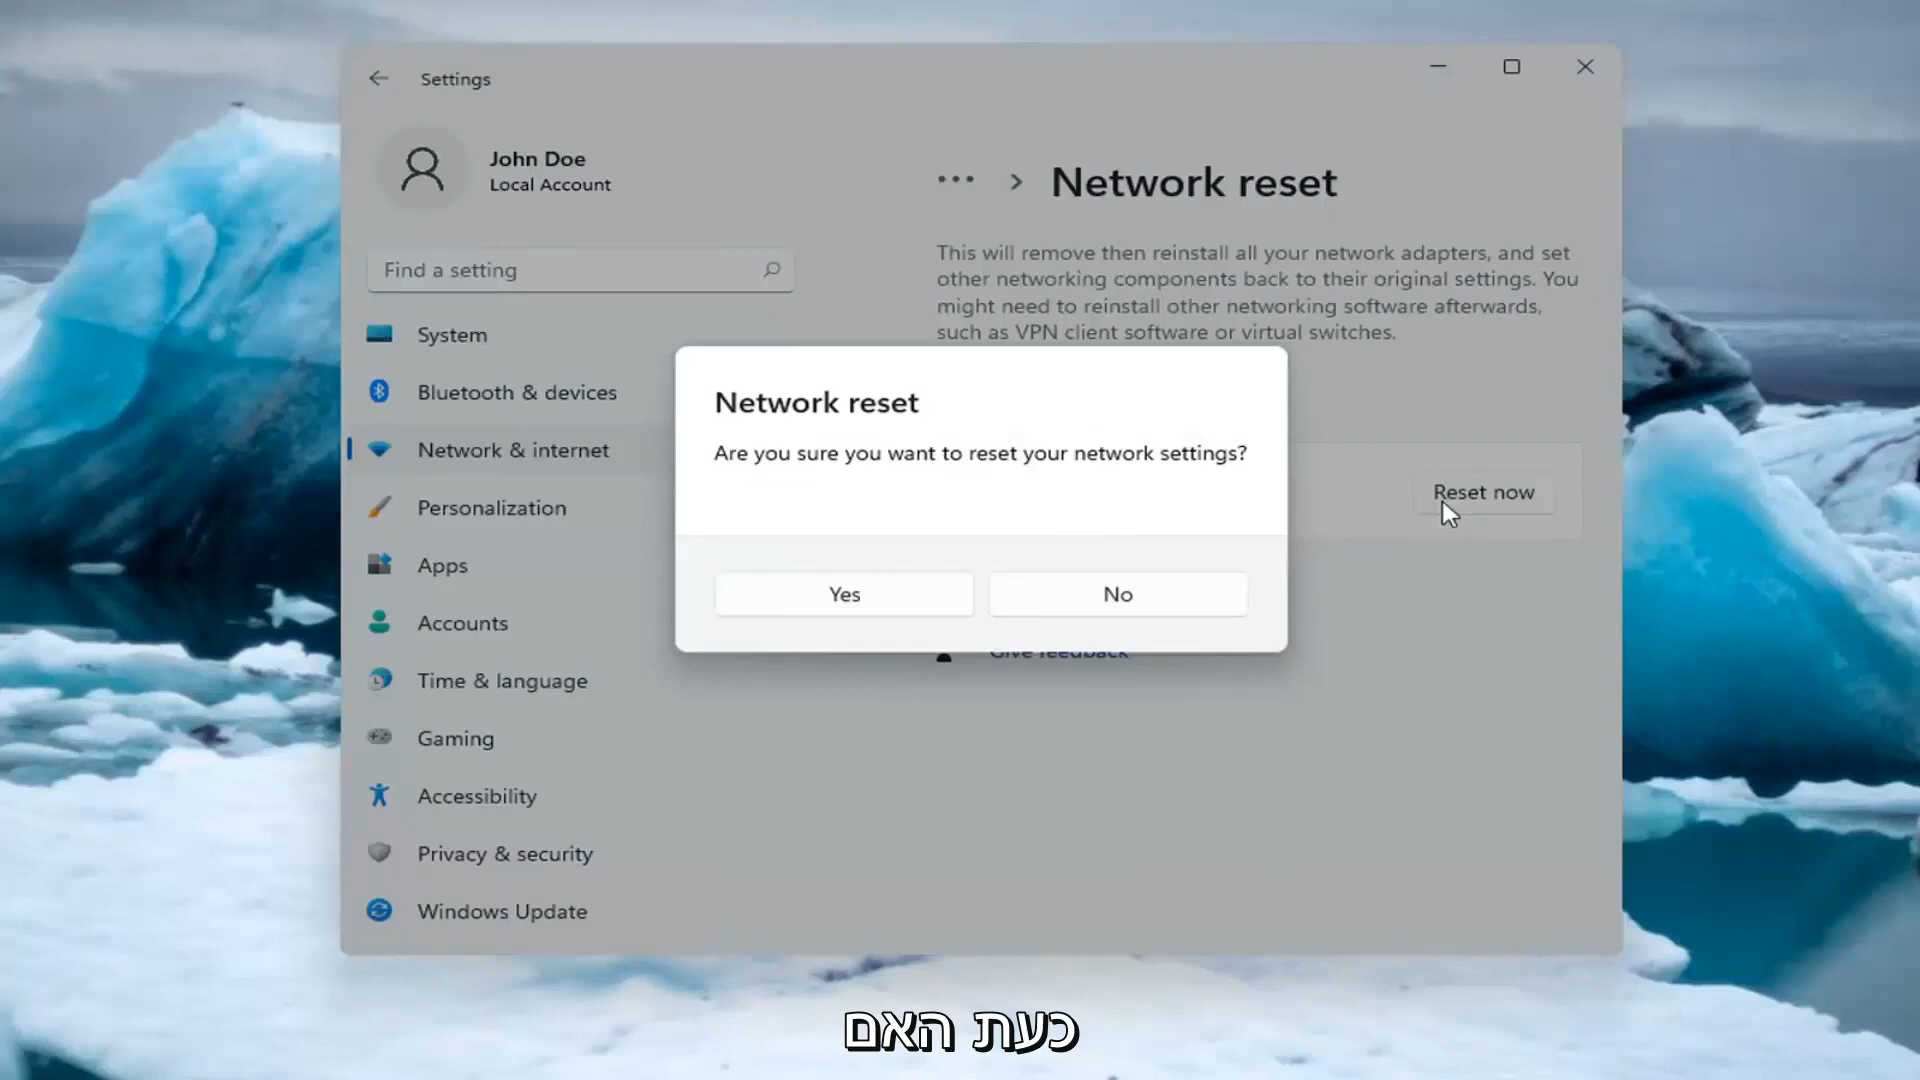 Settings
John Doe
Local Account
Find a setting
System
Bluetooth & devices
Network & internet
Personalization
Apps
Accounts
Time & language
Gaming
Accessibility
Privacy & security
Windows Update
Network reset
This will remove then reinstall all your network adapters, and set
other networking components back to their original settings. You
might need to reinstall other networking software afterwards,
such as VPN client software or virtual switches.
Reset now
Network reset
Are you sure you want to reset your network settings?
Yes
No
Give feedback
כעת האם